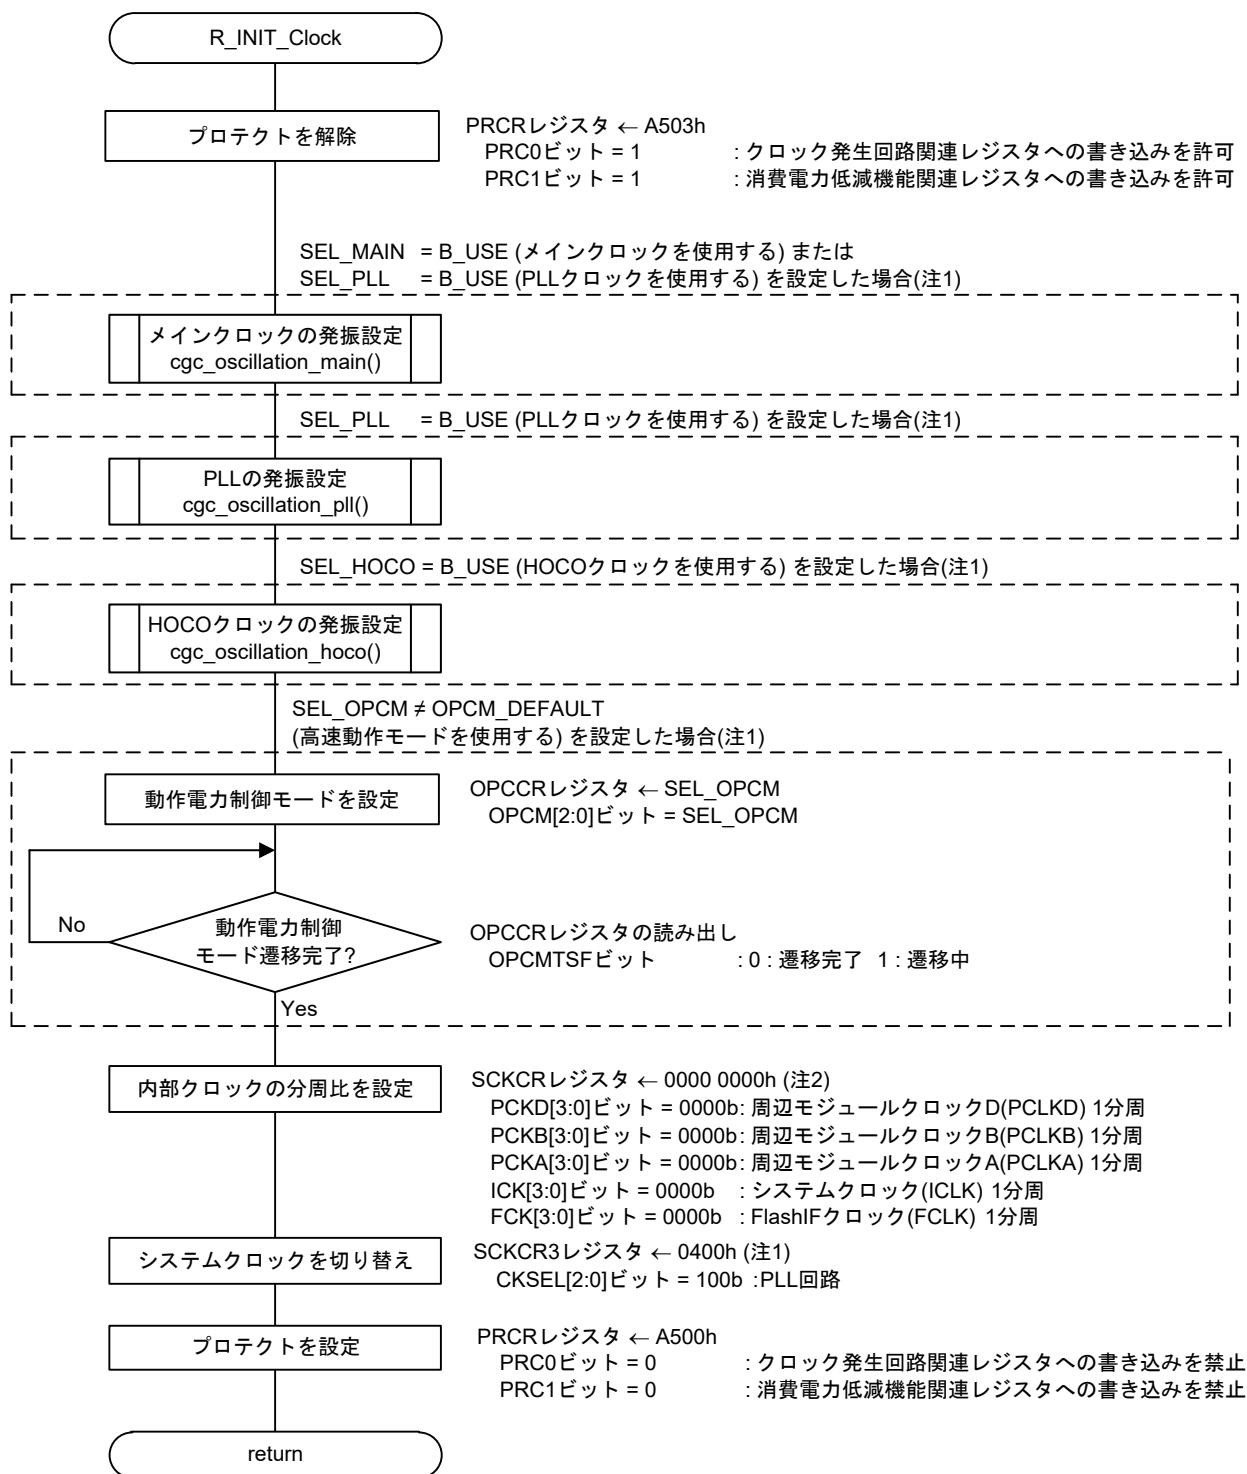 R_INIT_Clock
プロテクトを解除
PRCRレジスタ ← A503h
PRC0ビット = 1 : クロック発生回路関連レジスタへの書き込みを許可
PRC1ビット = 1 : 消費電力低減機能関連レジスタへの書き込みを許可
SEL_MAIN = B_USE (メインクロックを使用する) または
SEL_PLL = B_USE (PLLクロックを使用する) を設定した場合(注1)
メインクロックの発振設定
cgc_oscillation_main()
SEL_PLL = B_USE (PLLクロックを使用する) を設定した場合(注1)
PLLの発振設定
cgc_oscillation_pll()
SEL_HOCO = B_USE (HOCOクロックを使用する) を設定した場合(注1)
HOCOクロックの発振設定
cgc_oscillation_hoco()
SEL_OPCM ≠ OPCM_DEFAULT
(高速動作モードを使用する) を設定した場合(注1)
動作電力制御モードを設定
OPCCRレジスタ ← SEL_OPCM
OPCM[2:0]ビット = SEL_OPCM
No
動作電力制御
モード遷移完了?
OPCCRレジスタの読み出し
OPCMTSFビット : 0 : 遷移完了 1 : 遷移中
Yes
内部クロックの分周比を設定
SCKCRレジスタ ← 0000 0000h (注2)
PCKD[3:0]ビット = 0000b : 周辺モジュールクロックD(PCLKD) 1分周
PCKB[3:0]ビット = 0000b : 周辺モジュールクロックB(PCLKB) 1分周
PCKA[3:0]ビット = 0000b : 周辺モジュールクロックA(PCLKA) 1分周
ICK[3:0]ビット = 0000b : システムクロック(ICLK) 1分周
FCK[3:0]ビット = 0000b : FlashIFクロック(FCLK) 1分周
システムクロックを切り替え
SCKCR3レジスタ ← 0400h (注1)
CKSEL[2:0]ビット = 100b :PLL回路
プロテクトを設定
PRCRレジスタ ← A500h
PRC0ビット = 0 : クロック発生回路関連レジスタへの書き込みを禁止
PRC1ビット = 0 : 消費電力低減機能関連レジスタへの書き込みを禁止
return